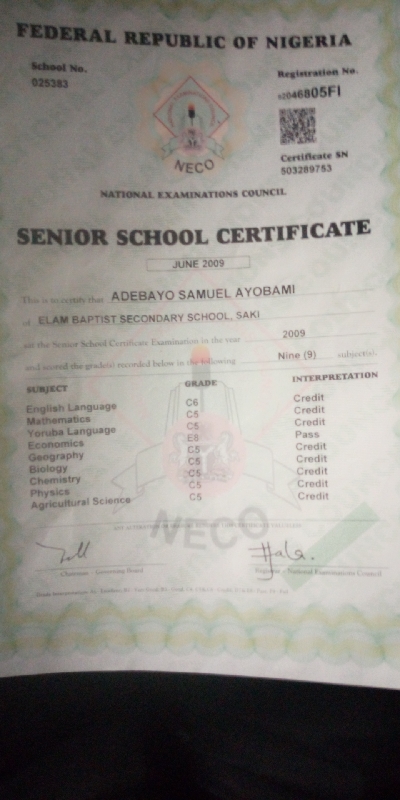 FEDERAL REPUBLIC OF NIGERIA
School No.
025383
Registration No.
6805FI
NECO
Certificate SN
503289753
NATIONAL EXAMINATIONS COUNCIL
SENIOR SCHOOL CERTIFICATE
JUNE 2009
This is to certify that ADEBAYO SAMUEL AYOBAMI
of ELAM BAPTIST SECONDARY SCHOOL, SAKI
sat the Senior School Certificate Examination in the year 2009
and scored the grade(s) recorded below in the following Nine (9) subject(s).
SUBJECT GRADE INTERPRETATION
English Language C6 Credit
Mathematics C5 Credit
Yoruba Language C5 Credit
Economics E8 Pass
Geography C5 Credit
Biology C5 Credit
Chemistry C5 Credit
Physics C5 Credit
Agricultural Science C5 Credit
NECO
Chairman - Governing Board
Registrar - National Examinations Council